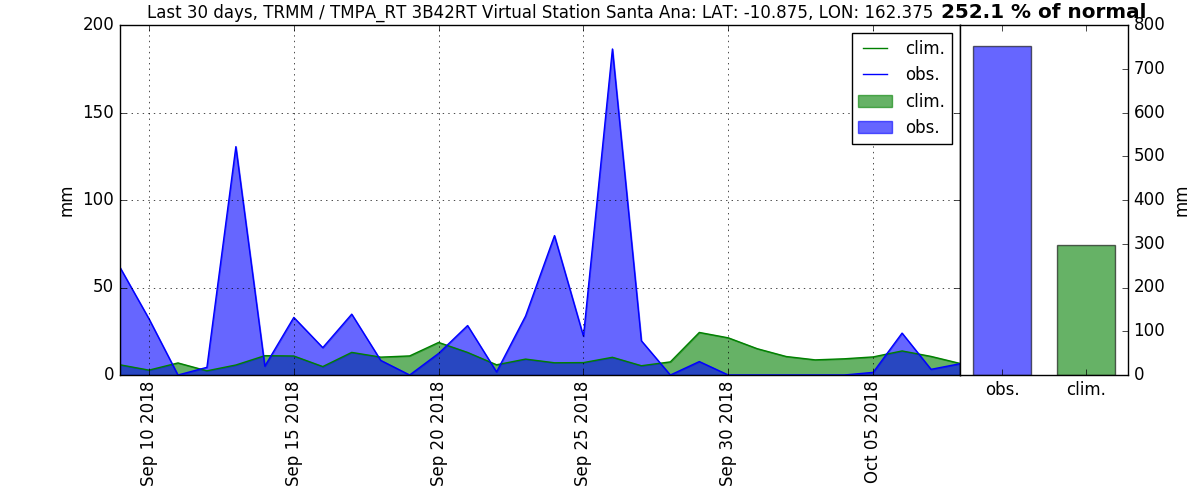 Last 30 days, TRMM / TMPA_RT 3B42RT Virtual Station Santa Ana: LAT: -10.875, LON: 162.375 252.1 % of normal
200
150
100
50
0
mm
clim.
obs.
clim.
obs.
800
700
600
500
400
300
200
100
0
mm
Sep 10 2018
Sep 15 2018
Sep 20 2018
Sep 25 2018
Sep 30 2018
Oct 05 2018
obs.
clim.